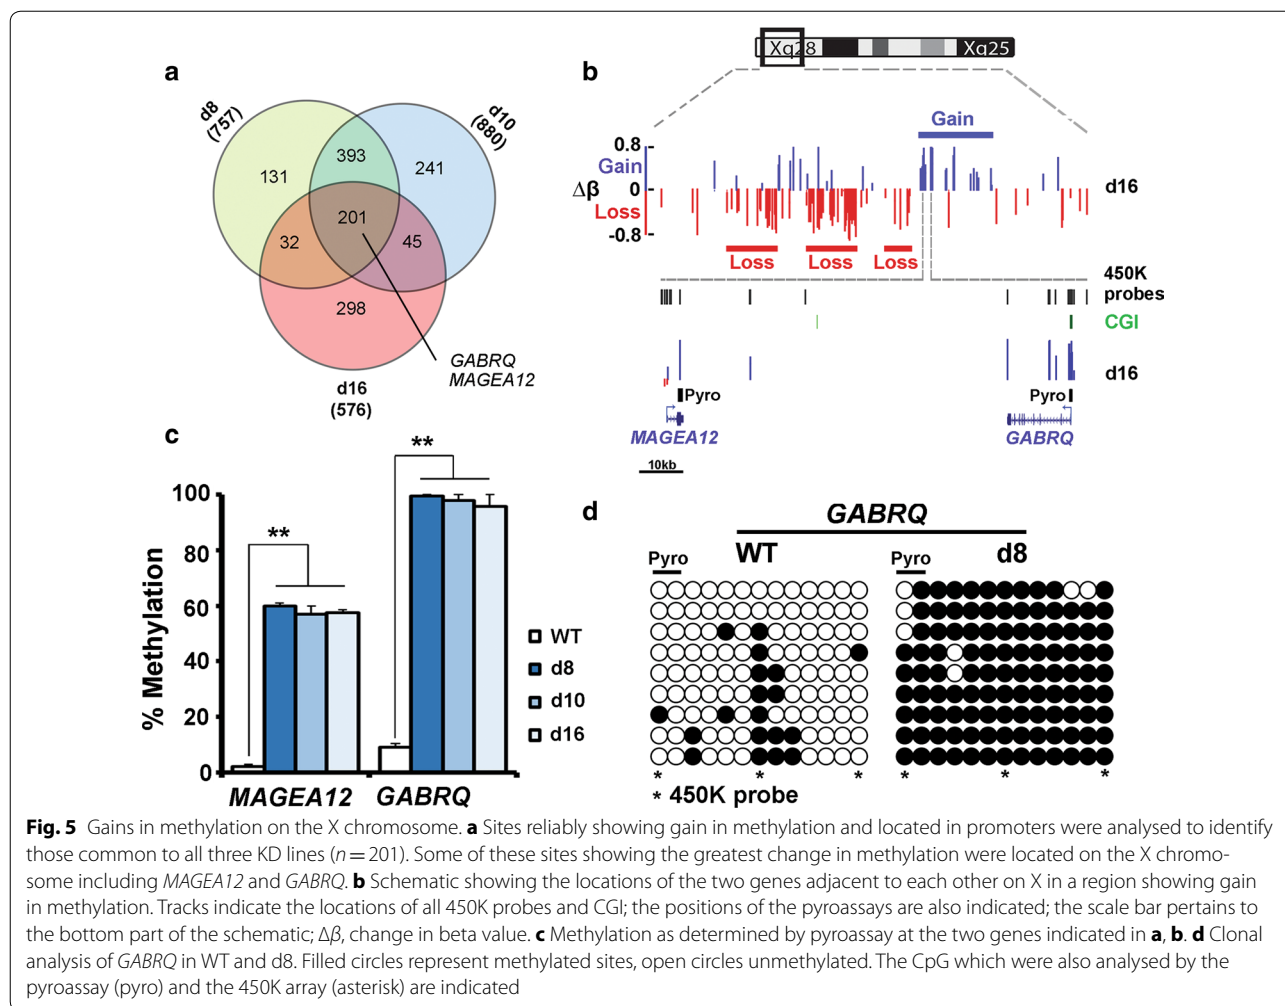 a
d8
(757)
d10
(880)
131
393
241
201
32
45
298
d16
(576)
GABRQ
MAGEA12
b
Xq28
Xq25
Gain
0.8
Gain
Δβ
0
Loss
-0.8
d16
Loss
Loss
Loss
450K
probes
CGI
d16
Pyro
Pyro
MAGEA12
GABRQ
10kb
c
% Methylation
100
80
60
40
20
0
**
**
MAGEA12
GABRQ
WT
d8
d10
d16
d
GABRQ
Pyro
WT
Pyro
d8
* * *
* * *
* 450K probe
Fig. 5 Gains in methylation on the X chromosome. a Sites reliably showing gain in methylation and located in promoters were analysed to identify
those common to all three KD lines (n = 201). Some of these sites showing the greatest change in methylation were located on the X chromo-
some including MAGEA12 and GABRQ. b Schematic showing the locations of the two genes adjacent to each other on X in a region showing gain
in methylation. Tracks indicate the locations of all 450K probes and CGI; the positions of the pyroassays are also indicated; the scale bar pertains to
the bottom part of the schematic; Δβ, change in beta value. c Methylation as determined by pyroassay at the two genes indicated in a, b. d Clonal
analysis of GABRQ in WT and d8. Filled circles represent methylated sites, open circles unmethylated. The CpG which were also analysed by the
pyroassay (pyro) and the 450K array (asterisk) are indicated